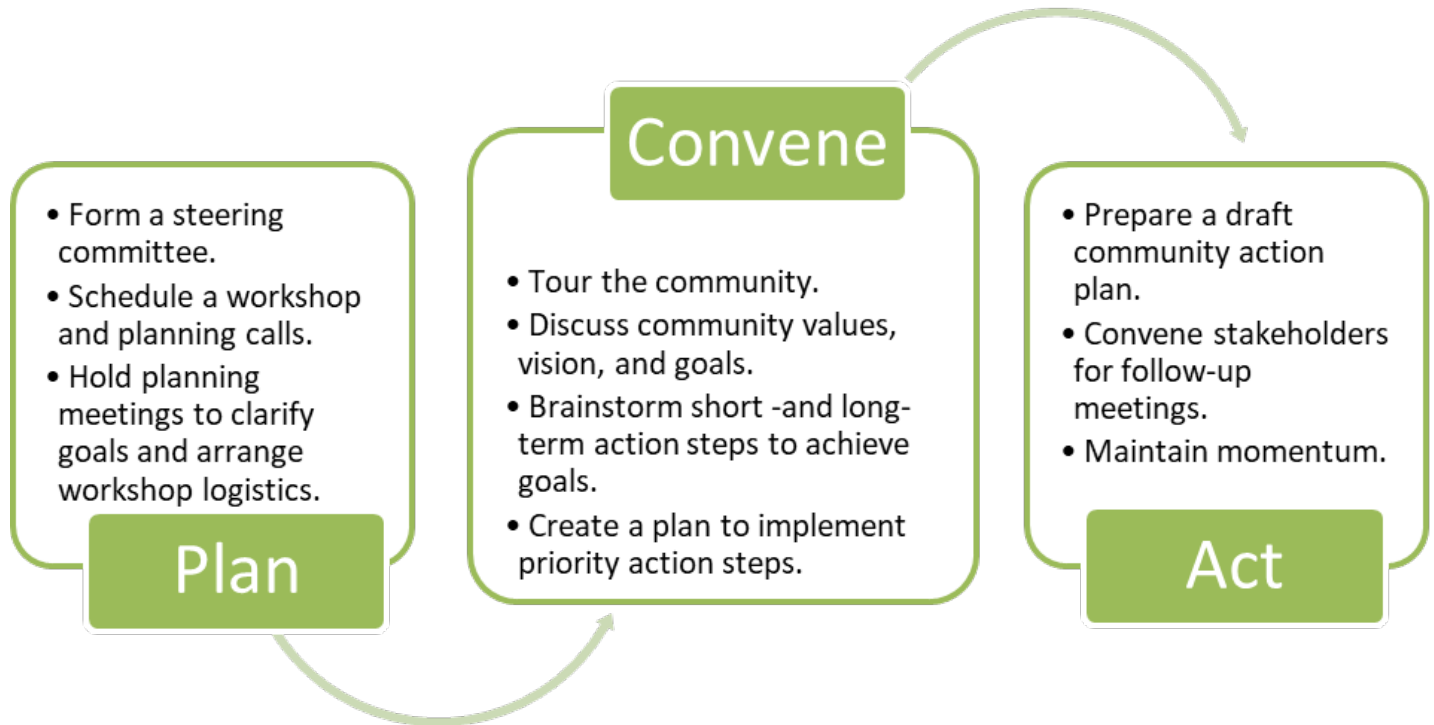 • Form a steering
committee.
• Schedule a workshop
and planning calls.
• Hold planning
meetings to clarify
goals and arrange
workshop logistics.
Plan
Convene
• Tour the community.
• Discuss community values,
vision, and goals.
• Brainstorm short -and long-
term action steps to achieve
goals.
• Create a plan to implement
priority action steps.
• Prepare a draft
community action
plan.
• Convene stakeholders
for follow-up
meetings.
• Maintain momentum.
Act